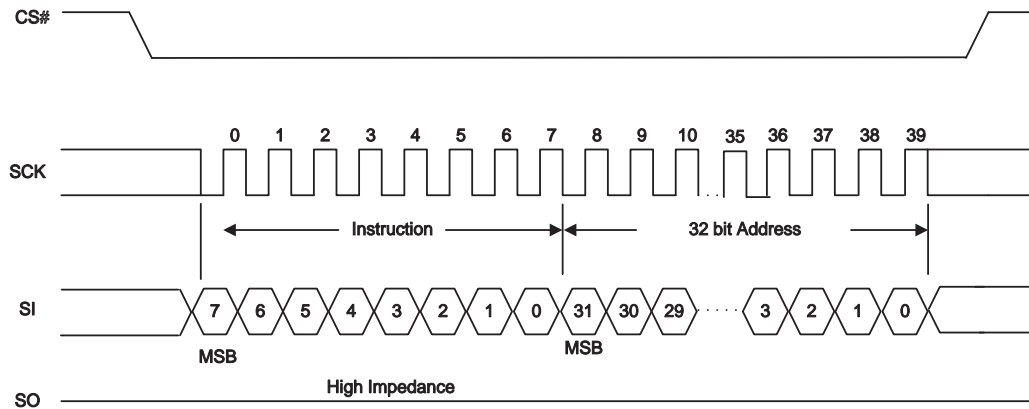 CS#
0 1 2 3 4 5 6 7 8 9 10 35 36 37 38 39
SCK
Instruction 32 bit Address
SI 7 6 5 4 3 2 1 0 31 30 29 3 2 1 0
MSB MSB
High Impedance
SO